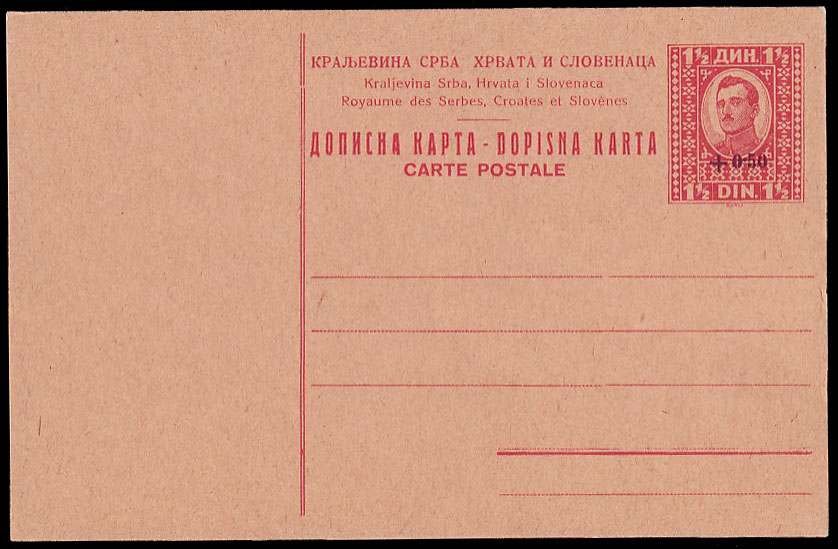 КРАЉЕВИНА СРБА ХРВАТА И СЛОВЕНАЦА
Kraljevina Srba, Hrvata i Slovenaca
Royaume des Serbes, Croates et Slovènes
ДОПИСНА КАРТА - DOPISNA KARTA
CARTE POSTALE
1½ ДИН. 1½
+ 0·50
1½ DIN. 1½